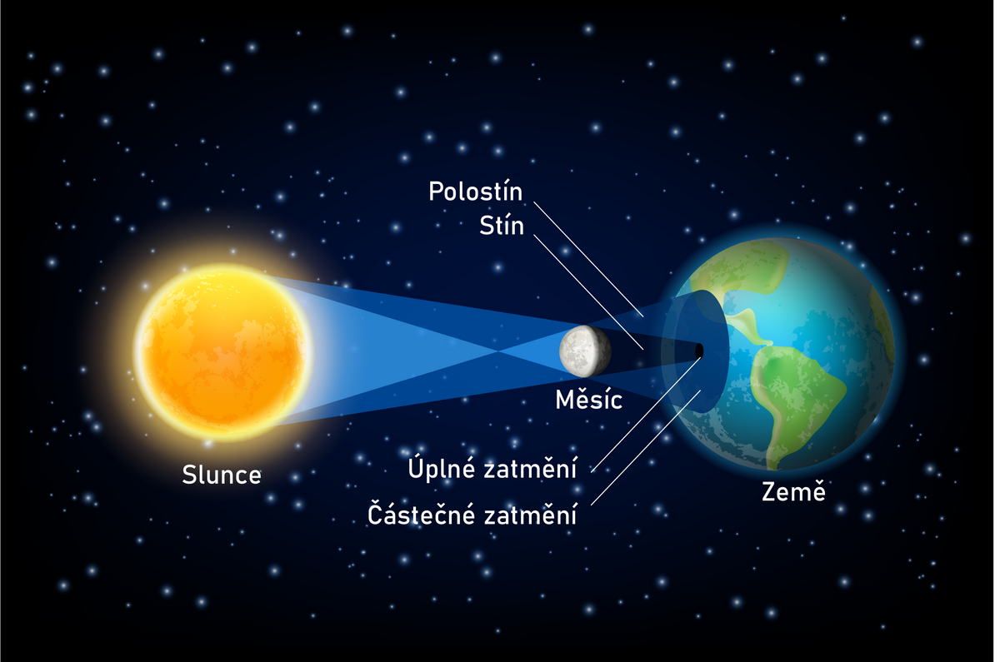 Polostín
Stín
Měsíc
Úplné zatmění
Slunce
Země
Částečné zatmění